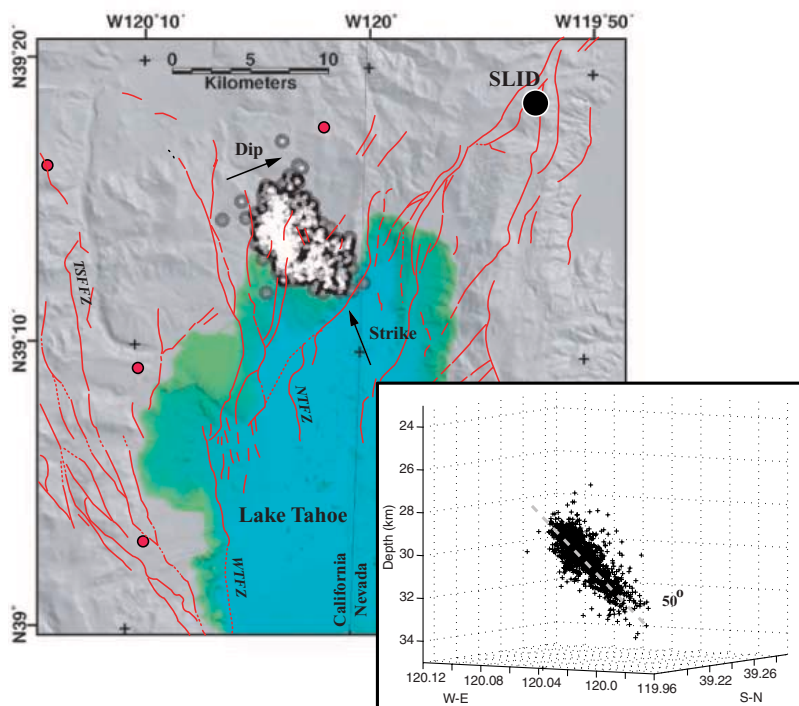 W120°10' W120° W119°50'
N39°20'
0 5 10
Kilometers
SLID
Dip
TSFFZ
N39°10'
Strike
NTFZ
Lake Tahoe
WTFZ
California
Nevada
N39°
24
26
28
30
32
34
Depth (km)
50°
120.12 120.08 120.04 120.0 119.96 39.22 39.26
W-E S-N